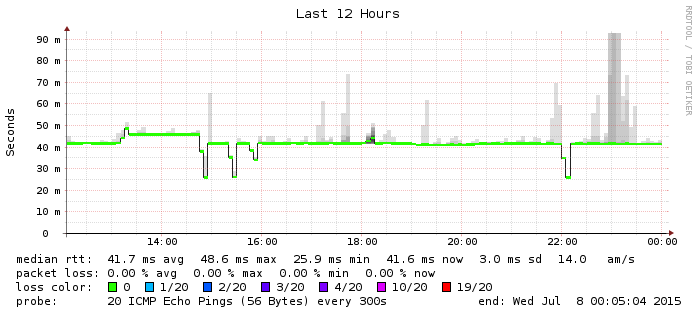 Last 12 Hours
RRDTOOL / TOBI OETIKER
Seconds
90 m
80 m
70 m
60 m
50 m
40 m
30 m
20 m
10 m
0
14:00 16:00 18:00 20:00 22:00 00:00
median rtt: 41.7 ms avg 48.6 ms max 25.9 ms min 41.6 ms now 3.0 ms sd 14.0 am/s
packet loss: 0.00 % avg 0.00 % max 0.00 % min 0.00 % now
loss color: 0 1/20 2/20 3/20 4/20 10/20 19/20
probe: 20 ICMP Echo Pings (56 Bytes) every 300s end: Wed Jul 8 00:05:04 2015